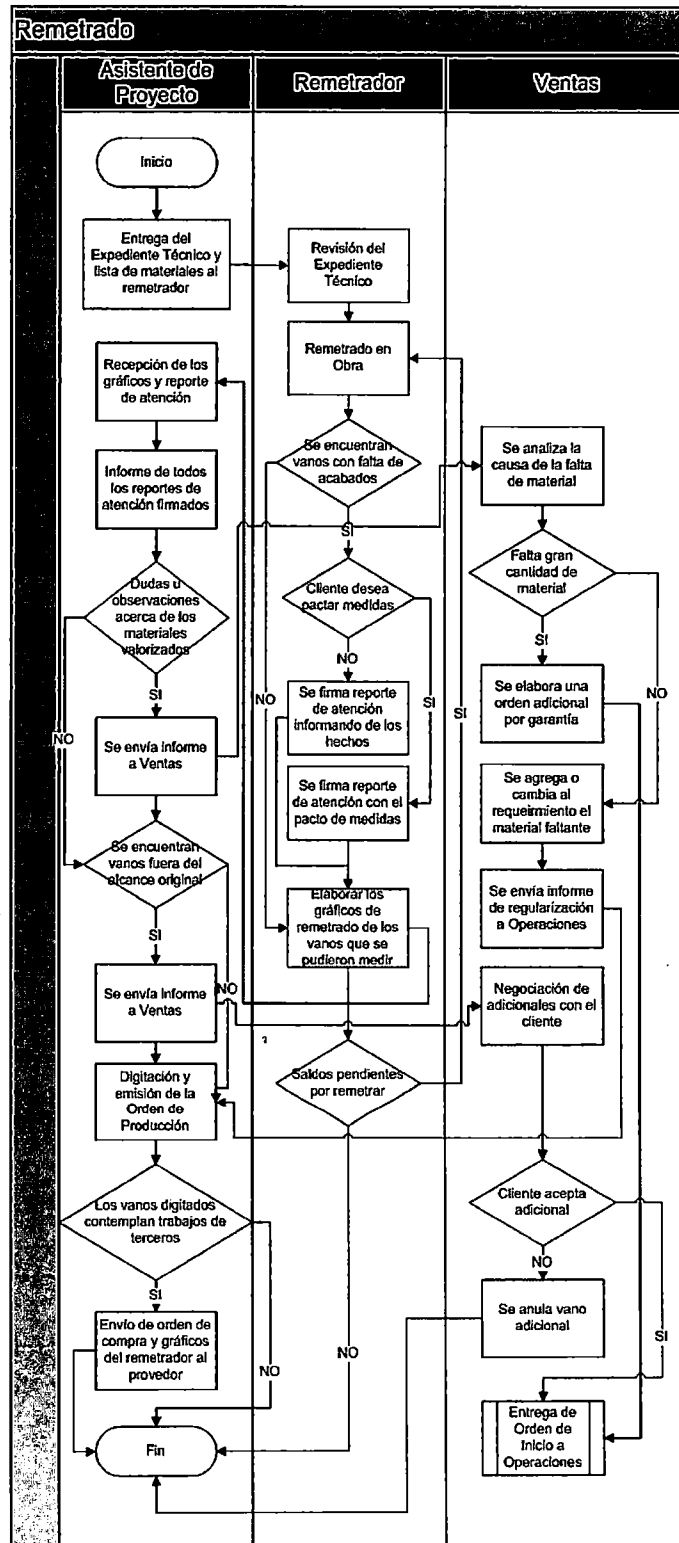 Remetrado
Asistente de
Proyecto
Remetrador
Ventas
Inicio
Entrega del
Expediente Técnico y
lista de materiales al
remetrador
Revisión del
Expediente
Técnico
Remetrado en
Obra
Recepción de los
gráficos y reporte
de atención
Se encuentran
vanos con falta de
acabados
Se analiza la
causa de la falta
de material
Informe de todos
los reportes de
atención firmados
SI
Falta gran
cantidad de
material
Cliente desea
pactar medidas
Dudas u
observaciones
acerca de los
materiales
valorizados
NO
SI
SI
NO
NO
SI
SI
NO
Se firma reporte
de atención
informando de los
hechos
Se elabora una
orden adicional
por garantía
Se envía informe
a Ventas
Se firma reporte
de atención con el
pacto de medidas
Se agrega o
cambia al
requeimiento el
material faltante
Se encuentran
vanos fuera del
alcance original
Elaborar los
gráficos de
remetrado de los
vanos que se
pudieron medir
Se envía informe
de regularización
a Operaciones
SI
NO
Se envía Informe
a Ventas
Negociación de
adicionales con el
cliente
Digitación y
emisión de la
Orden de
Producción
Saldos pendientes
por remetrar
Los vanos digitados
contemplan trabajos de
terceros
Cliente acepta
adicional
SI
NO
Envío de orden de
compra y gráficos
del remetrador al
provedor
Se anula vano
adicional
SI
NO
NO
Fin
Entrega de
Orden de
Inicio a
Operaciones